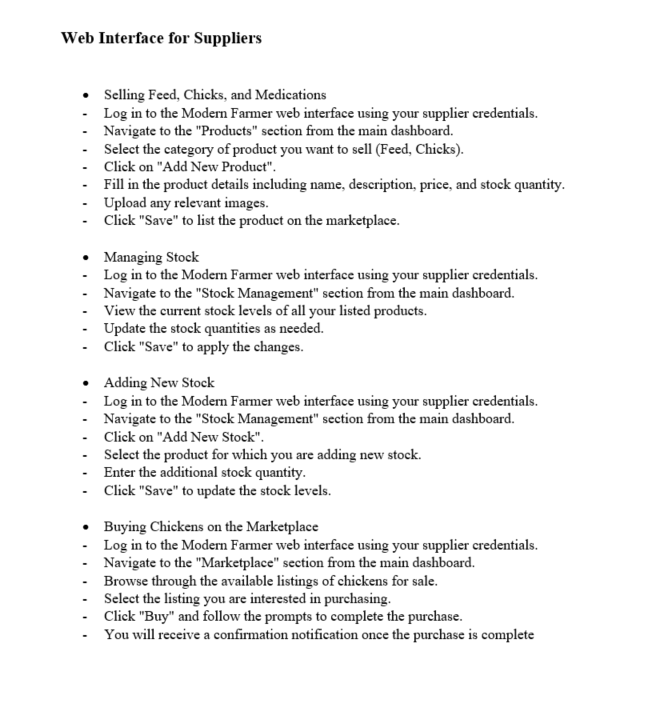 Web Interface for Suppliers
• Selling Feed, Chicks, and Medications
- Log in to the Modern Farmer web interface using your supplier credentials.
- Navigate to the "Products" section from the main dashboard.
- Select the category of product you want to sell (Feed, Chicks).
- Click on "Add New Product".
- Fill in the product details including name, description, price, and stock quantity.
- Upload any relevant images.
- Click "Save" to list the product on the marketplace.
• Managing Stock
- Log in to the Modern Farmer web interface using your supplier credentials.
- Navigate to the "Stock Management" section from the main dashboard.
- View the current stock levels of all your listed products.
- Update the stock quantities as needed.
- Click "Save" to apply the changes.
• Adding New Stock
- Log in to the Modern Farmer web interface using your supplier credentials.
- Navigate to the "Stock Management" section from the main dashboard.
- Click on "Add New Stock".
- Select the product for which you are adding new stock.
- Enter the additional stock quantity.
- Click "Save" to update the stock levels.
• Buying Chickens on the Marketplace
- Log in to the Modern Farmer web interface using your supplier credentials.
- Navigate to the "Marketplace" section from the main dashboard.
- Browse through the available listings of chickens for sale.
- Select the listing you are interested in purchasing.
- Click "Buy" and follow the prompts to complete the purchase.
- You will receive a confirmation notification once the purchase is complete